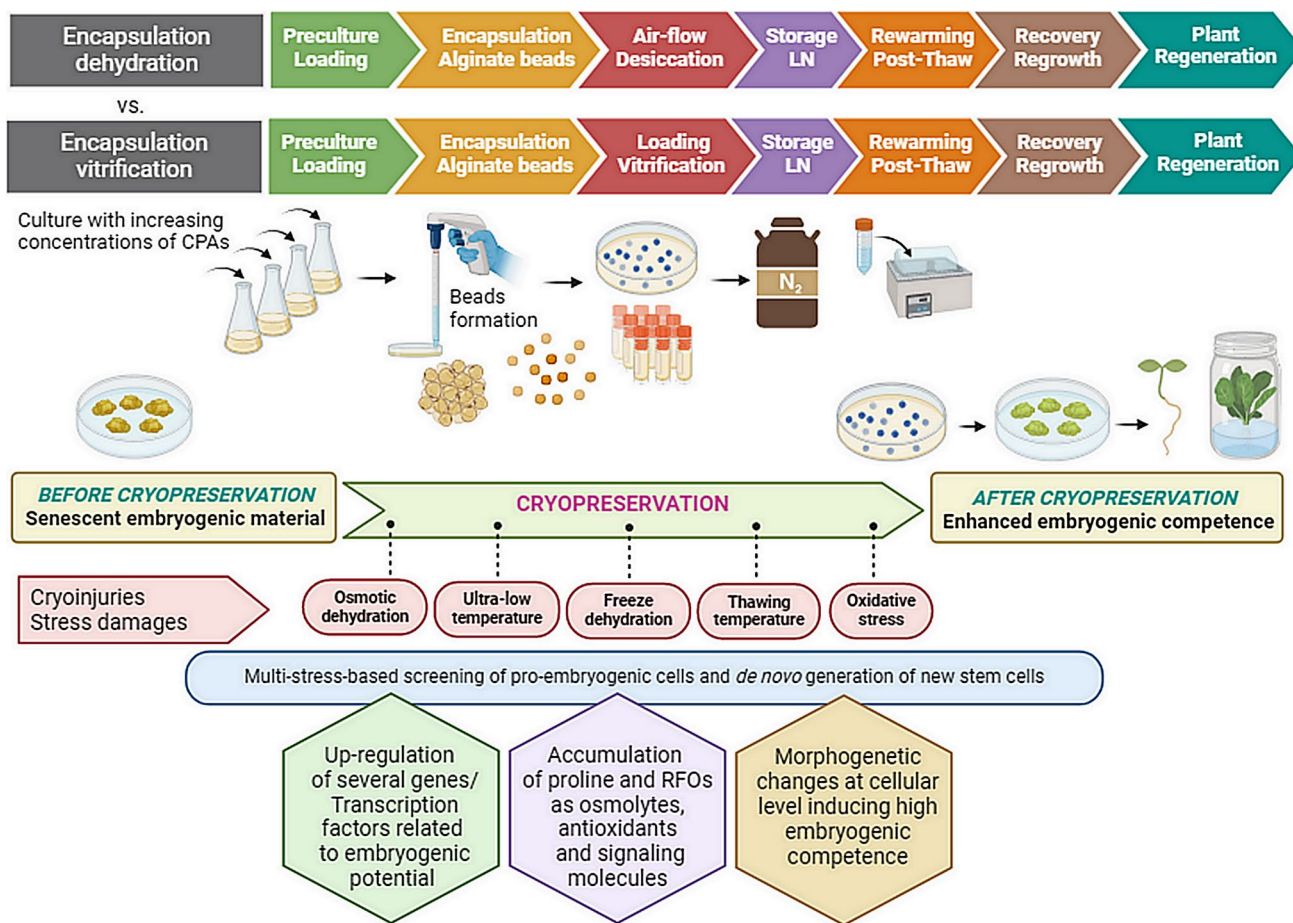 Encapsulation
dehydration
Preculture
Loading
Encapsulation
Alginate beads
Air-flow
Desiccation
Storage
LN
Rewarming
Post-Thaw
Recovery
Regrowth
Plant
Regeneration
vs.
Encapsulation
vitrification
Preculture
Loading
Encapsulation
Alginate beads
Loading
Vitrification
Storage
LN
Rewarming
Post-Thaw
Recovery
Regrowth
Plant
Regeneration
Culture with increasing
concentrations of CPAs
Beads
formation
N2
BEFORE CRYOPRESERVATION
Senescent embryogenic material
CRYOPRESERVATION
AFTER CRYOPRESERVATION
Enhanced embryogenic competence
Cryoinjuries
Stress damages
Osmotic
dehydration
Ultra-low
temperature
Freeze
dehydration
Thawing
temperature
Oxidative
stress
Multi-stress-based screening of pro-embryogenic cells and de novo generation of new stem cells
Up-regulation
of several genes/
Transcription
factors related
to embryogenic
potential
Accumulation
of proline and RFOs
as osmolytes,
antioxidants
and signaling
molecules
Morphogenetic
changes at cellular
level inducing high
embryogenic
competence